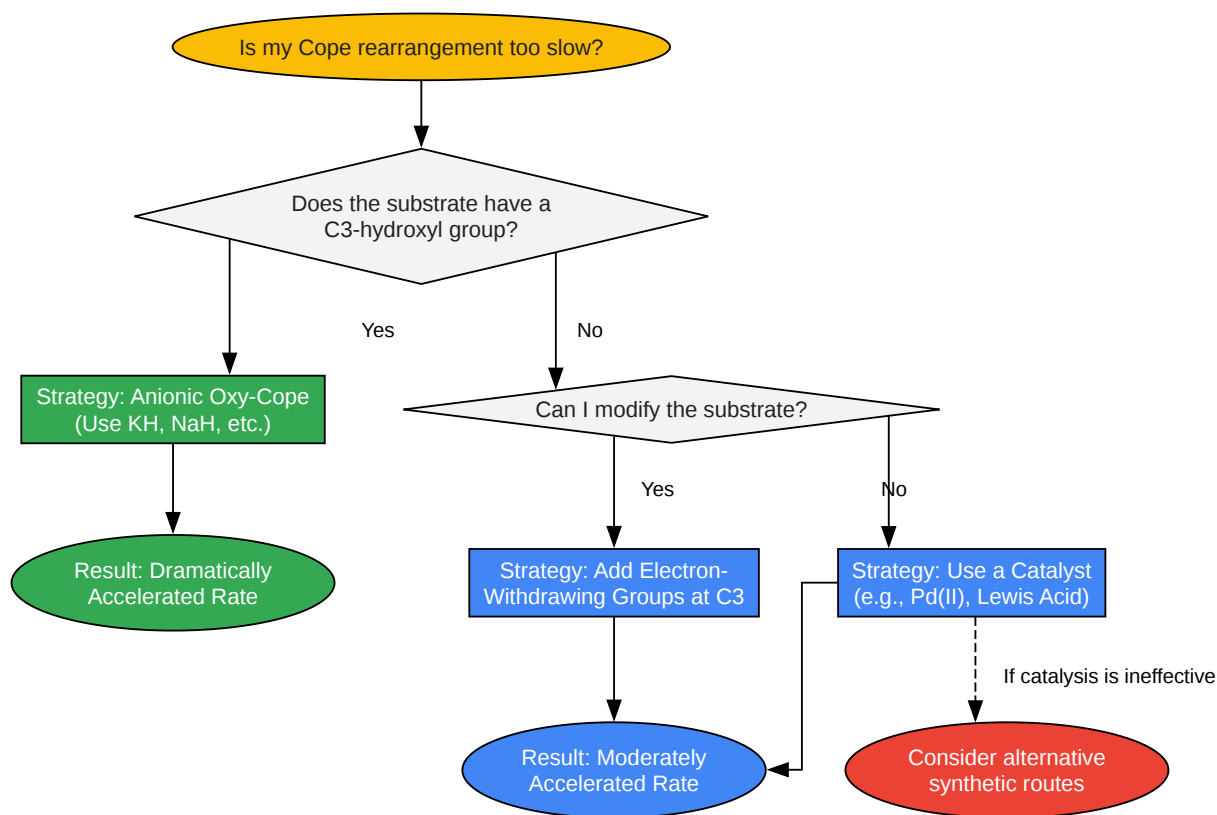 Is my Cope rearrangement too slow?
Does the substrate have a
C3-hydroxyl group?
Yes
No
Strategy: Anionic Oxy-Cope
(Use KH, NaH, etc.)
Can I modify the substrate?
Yes
No
Result: Dramatically
Accelerated Rate
Strategy: Add Electron-
Withdrawing Groups at C3
Strategy: Use a Catalyst
(e.g., Pd(II), Lewis Acid)
If catalysis is ineffective
Result: Moderately
Accelerated Rate
Consider alternative
synthetic routes